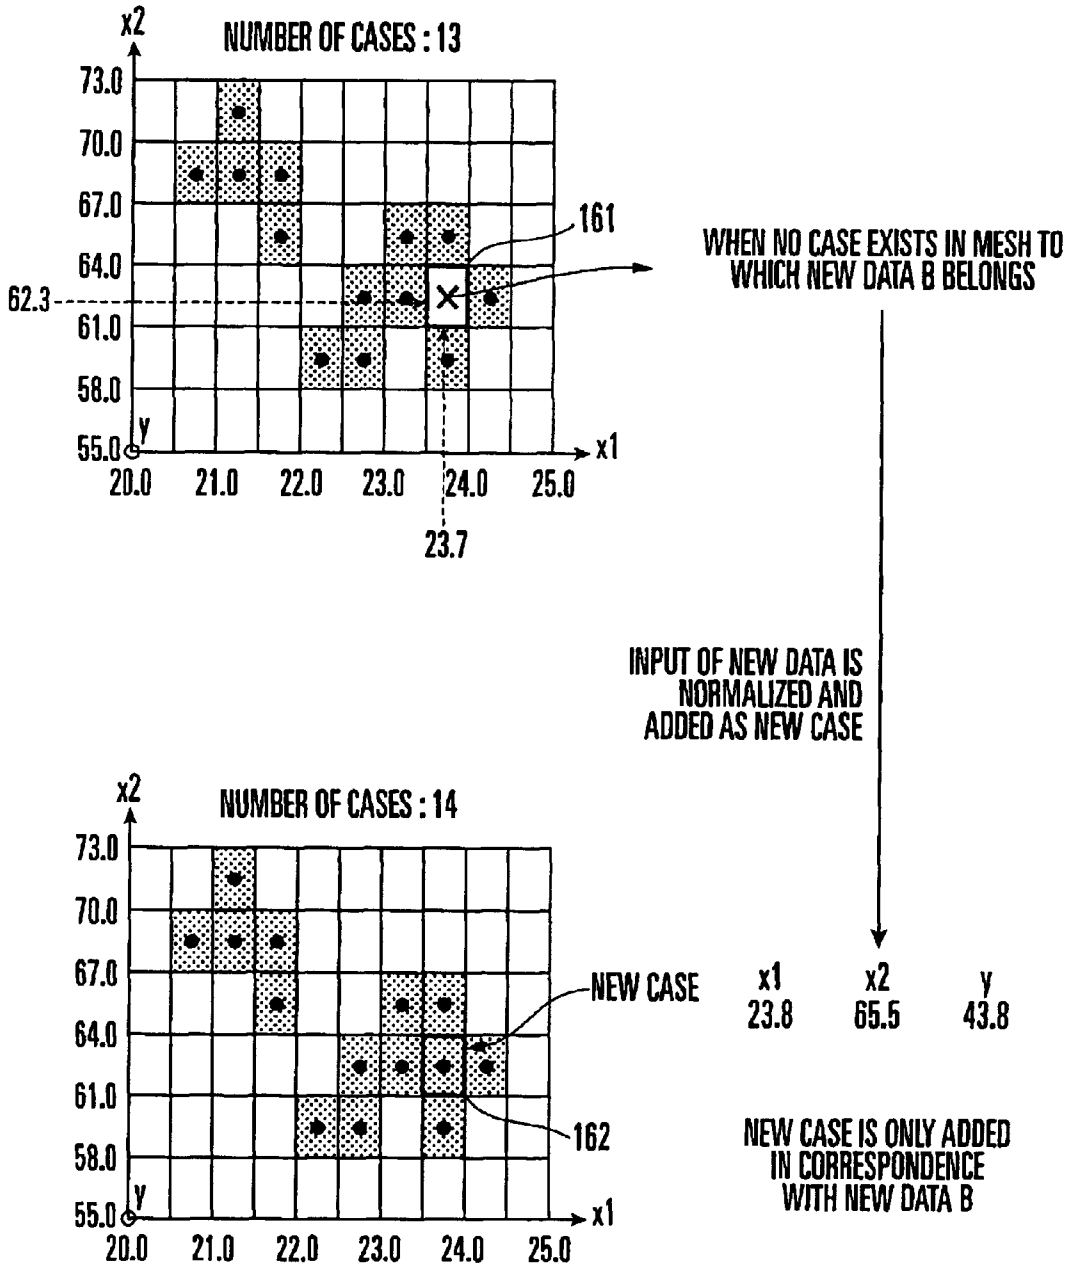 x2
NUMBER OF CASES : 13
73.0
70.0
67.0
64.0
62.3
61.0
58.0
55.0
y
x1
20.0 21.0 22.0 23.0 24.0 25.0
23.7
161
WHEN NO CASE EXISTS IN MESH TO
WHICH NEW DATA B BELONGS
INPUT OF NEW DATA IS
NORMALIZED AND
ADDED AS NEW CASE
x2
NUMBER OF CASES : 14
73.0
70.0
67.0
64.0
61.0
58.0
55.0
y
x1
20.0 21.0 22.0 23.0 24.0 25.0
NEW CASE
162
x1 x2 y
23.8 65.5 43.8
NEW CASE IS ONLY ADDED
IN CORRESPONDENCE
WITH NEW DATA B